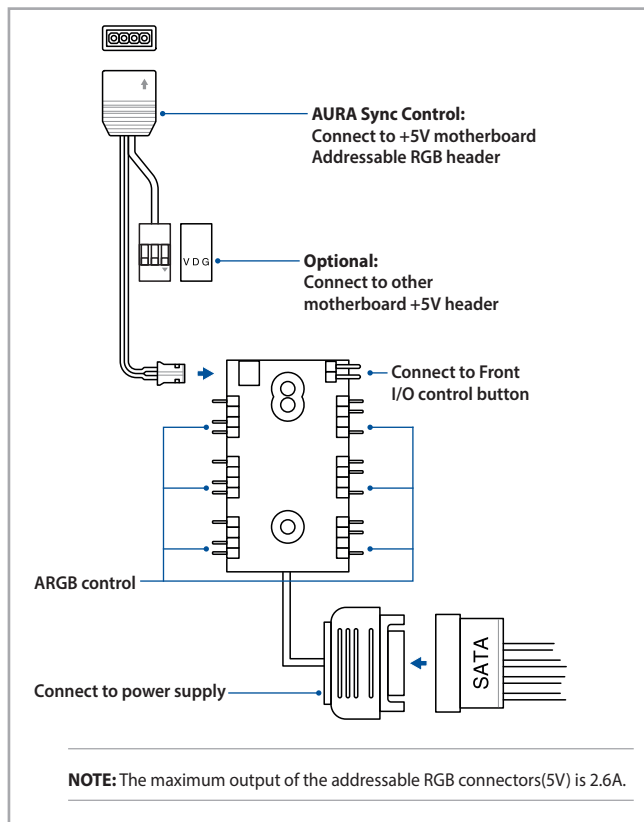 AURA Sync Control:
Connect to +5V motherboard
Addressable RGB header
V D G
Optional:
Connect to other
motherboard +5V header
Connect to Front
I/O control button
ARGB control
SATA
Connect to power supply
NOTE: The maximum output of the addressable RGB connectors(5V) is 2.6A.